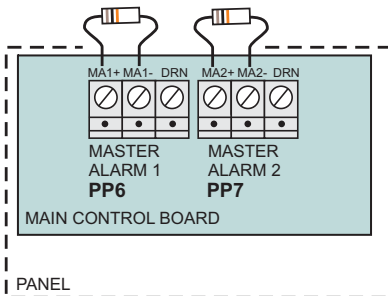 MA1+ MA1- DRN MA2+ MA2- DRN
MASTER
ALARM 1
PP6
MASTER
ALARM 2
PP7
MAIN CONTROL BOARD
PANEL